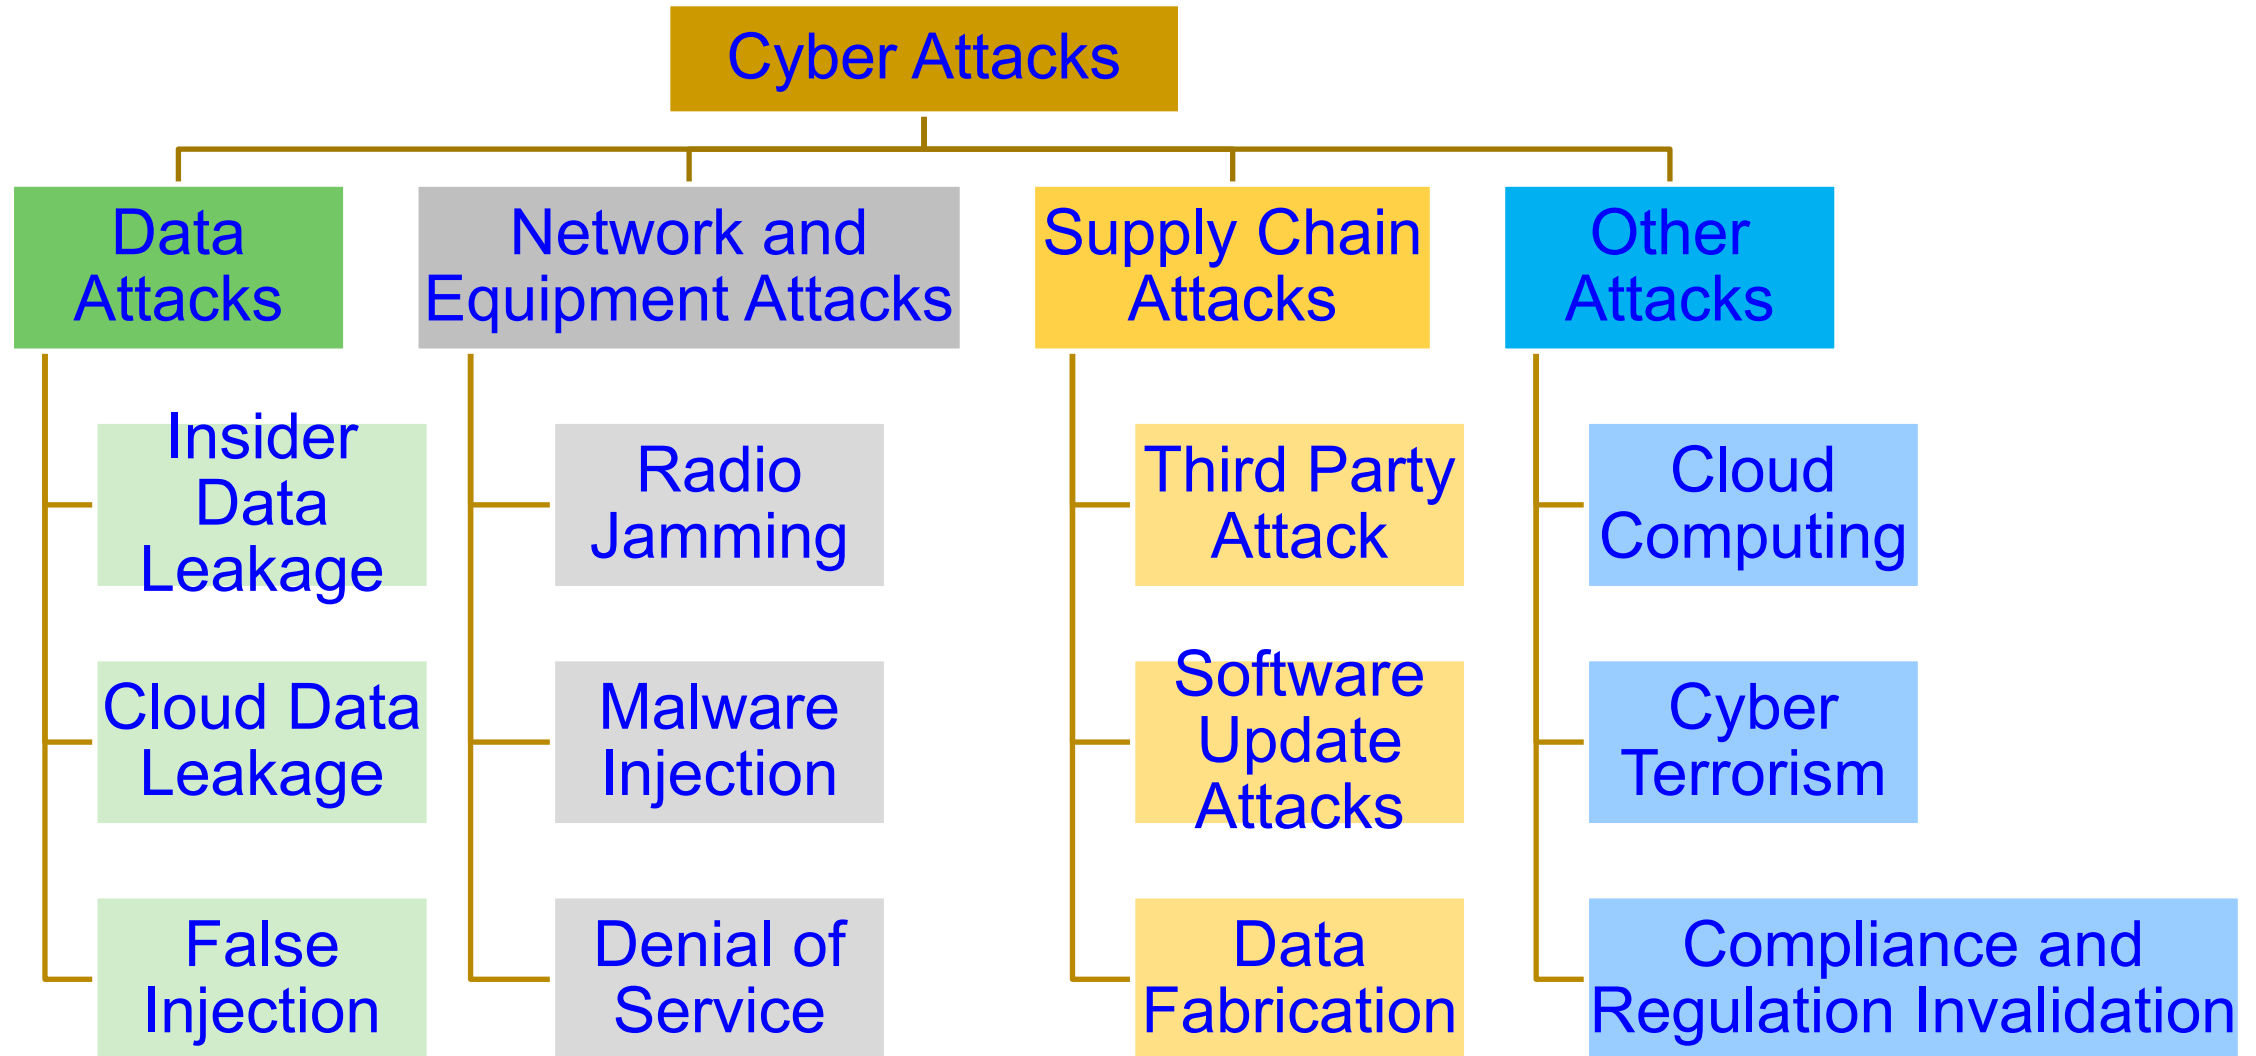 Cyber Attacks
Data
Attacks
Network and
Equipment Attacks
Supply Chain
Attacks
Other
Attacks
Insider
Data
Leakage
Radio
Jamming
Third Party
Attack
Cloud
Computing
Cloud Data
Leakage
Malware
Injection
Software
Update
Attacks
Cyber
Terrorism
False
Injection
Denial of
Service
Data
Fabrication
Compliance and
Regulation Invalidation